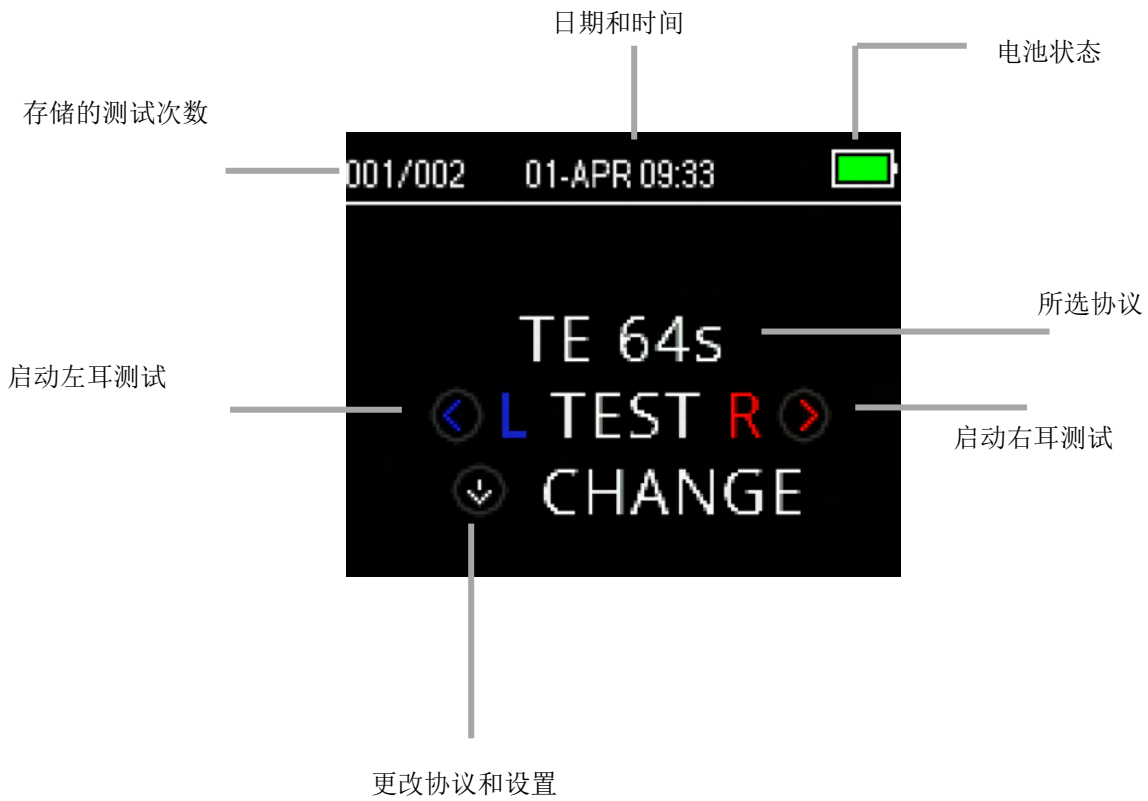 日期和时间
电池状态
存储的测试次数
001/002 01-APR 09:33
所选协议
TE 64s
启动左耳测试
L TEST R
启动右耳测试
CHANGE
更改协议和设置